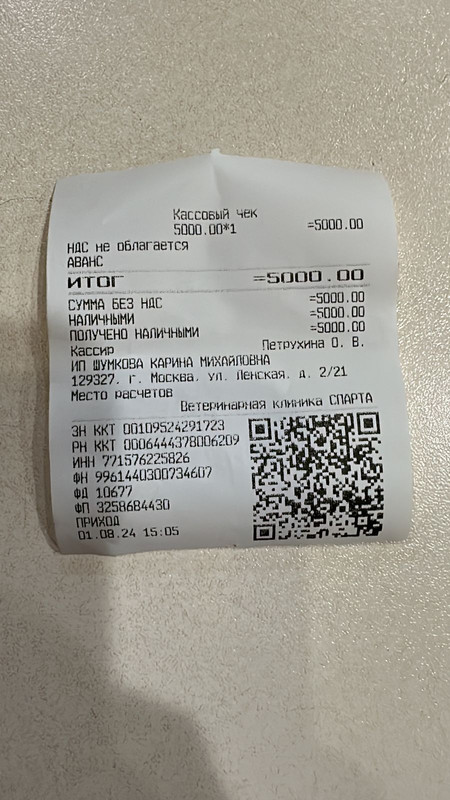 Кассовый чек
5000.00*1 =5000.00
НДС не облагается
АВАНС
ИТОГ =5000.00
СУММА БЕЗ НДС =5000.00
НАЛИЧНЫМИ =5000.00
ПОЛУЧЕНО НАЛИЧНЫМИ =5000.00
Кассир Петрухина О. В.
ИП ШУМКОВА КАРИНА МИХАЙЛОВНА
129327, г. Москва, ул. Ленская, д. 2/21
Место расчетов
Ветеринарная клиника СПАРТА
ЗН ККТ 00109524291723
РН ККТ 0006444378006209
ИНН 771576225826
ФН 9961440300734607
ФД 10677
ФП 3258684430
ПРИХОД
01.08.24 15:05